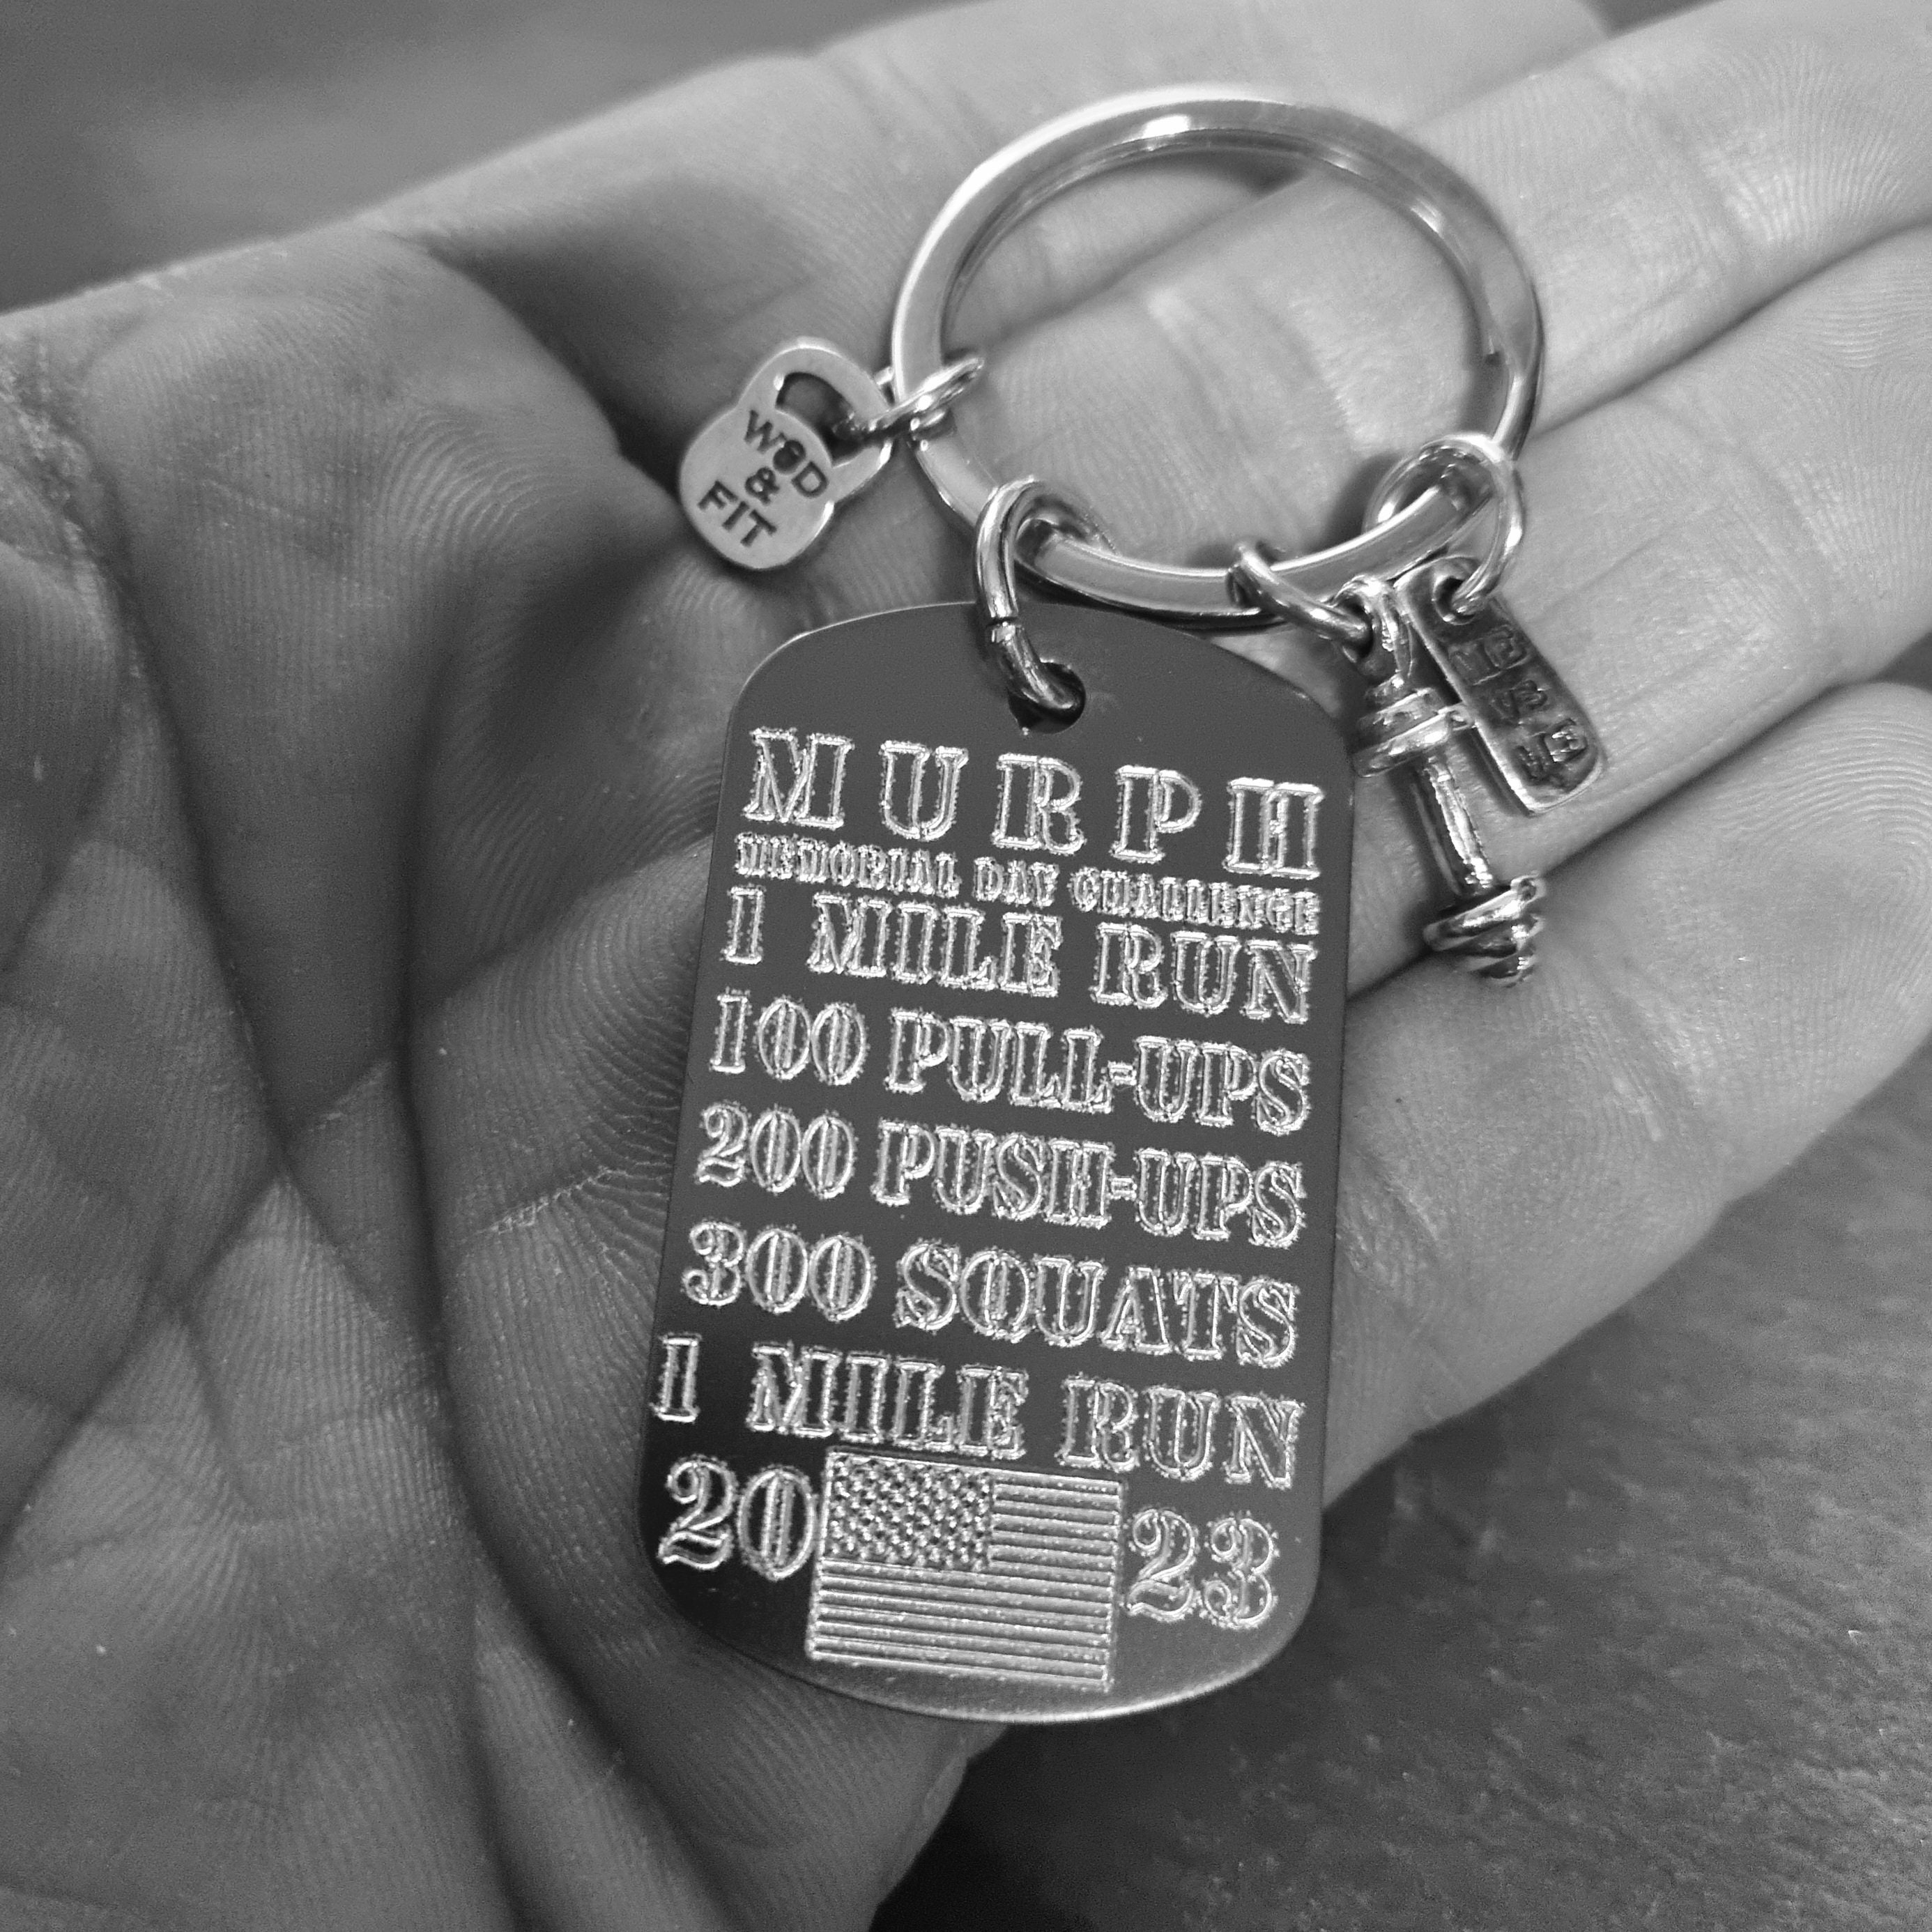 WOD
&
FIT
MURPH
MEMORIAL DAY CHALLENGE
1 MILE RUN
100 PULL-UPS
200 PUSH-UPS
300 SQUATS
1 MILE RUN
20 23